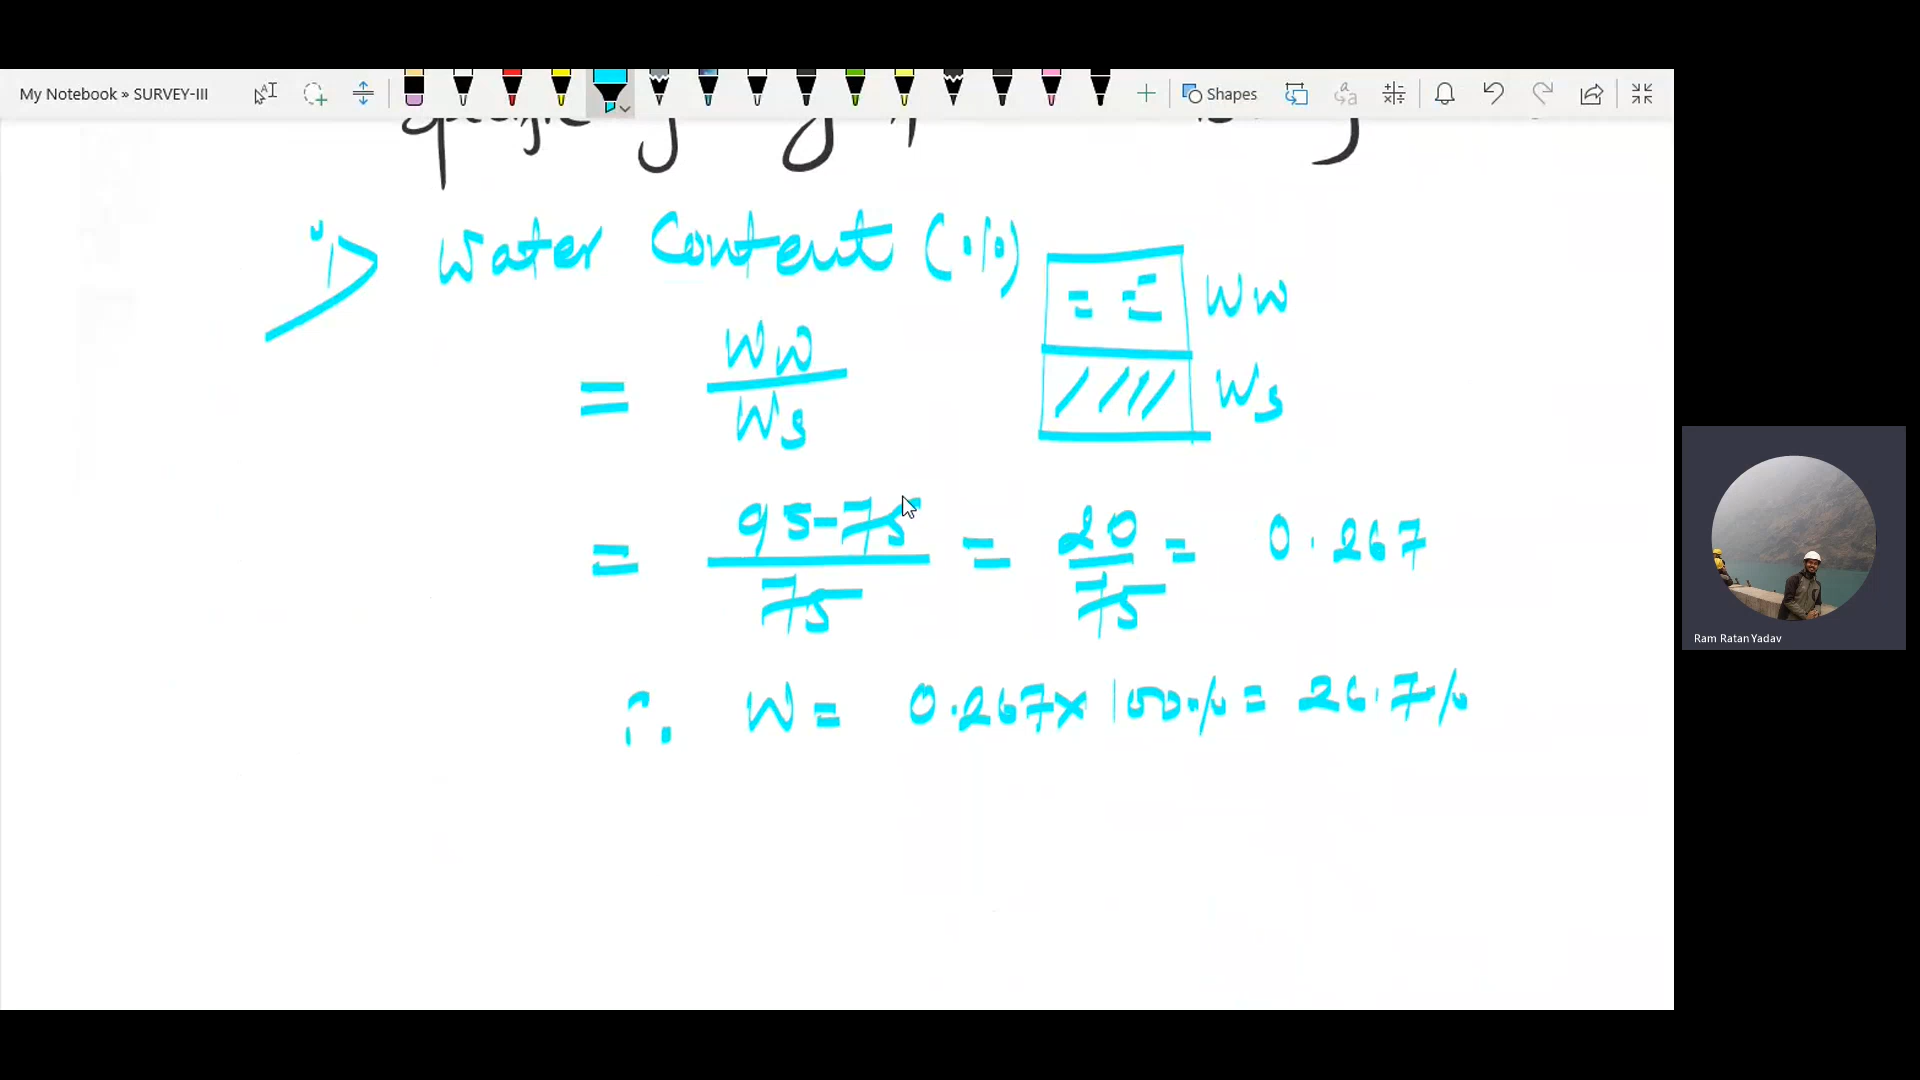 My Notebook » SURVEY-III
Shapes
i) Water Content (%)
= Ww / Ws
Ww
Ws
= 95-75 / 75 = 20 / 75 = 0.267
∴ W = 0.267 x 100% = 26.7%
Ram Ratan Yadav